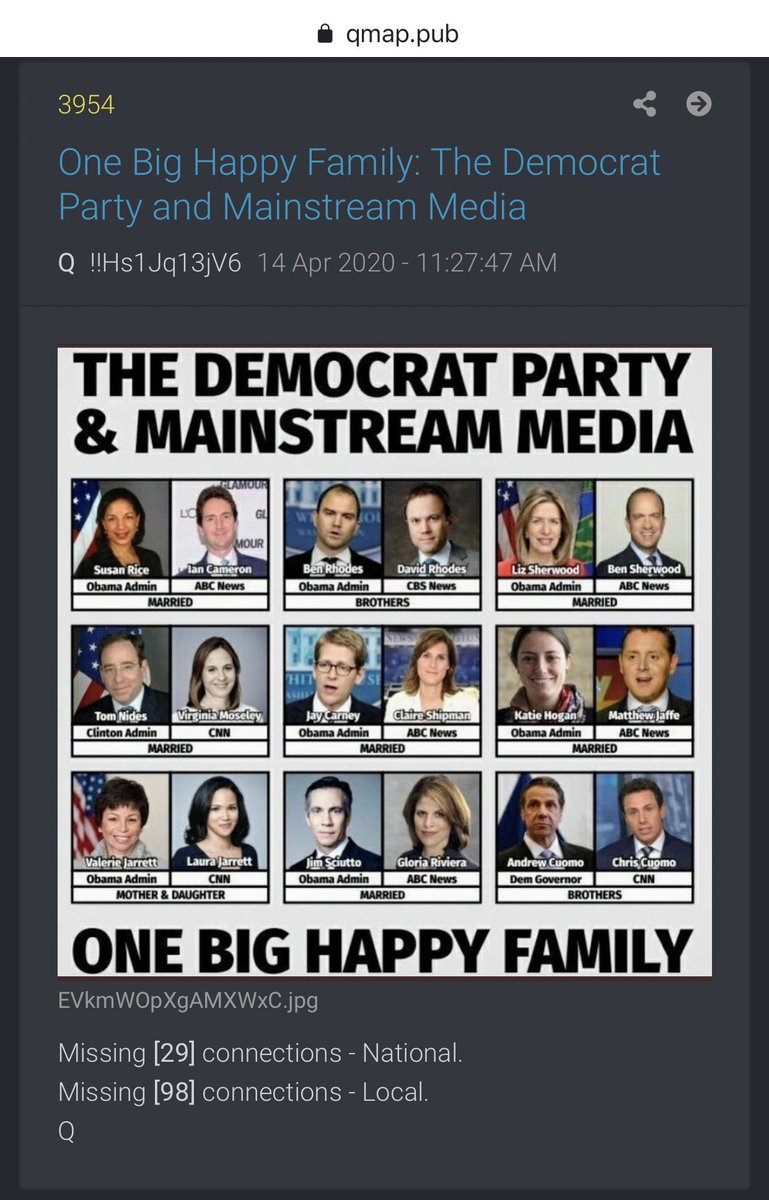 qmap.pub
3954
One Big Happy Family: The Democrat
Party and Mainstream Media
Q !!Hs1Jq13jV6 14 Apr 2020 - 11:27:47 AM
THE DEMOCRAT PARTY
& MAINSTREAM MEDIA
GLAMOUR
L'O GL
MOUR
Susan Rice Ian Cameron Ben Rhodes David Rhodes Liz Sherwood Ben Sherwood
Obama Admin ABC News Obama Admin CBS News Obama Admin ABC News
MARRIED BROTHERS MARRIED
Tom Nides Virginia Moseley Jay Carney Claire Shipman Katie Hogan Matthew Jaffe
Clinton Admin CNN Obama Admin ABC News Obama Admin ABC News
MARRIED MARRIED MARRIED
Valerie Jarrett Laura Jarrett Jim Sciutto Gloria Riviera Andrew Cuomo Chris Cuomo
Obama Admin CNN Obama Admin ABC News Dem Governor CNN
MOTHER & DAUGHTER MARRIED BROTHERS
ONE BIG HAPPY FAMILY
EVkmWOpXgAMXWxC.jpg
Missing [29] connections - National.
Missing [98] connections - Local.
Q